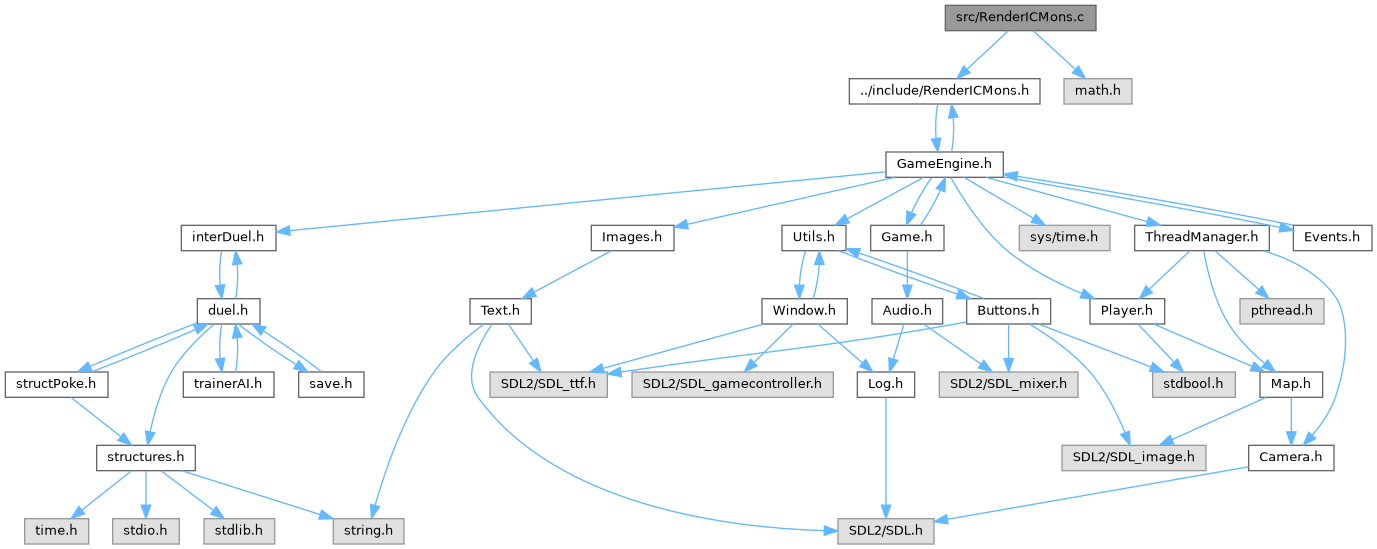 src/RenderICMons.c
../include/RenderICMons.h
math.h
GameEngine.h
interDuel.h
Images.h
Utils.h
Game.h
sys/time.h
ThreadManager.h
Events.h
duel.h
Text.h
Window.h
Audio.h
Buttons.h
Player.h
pthread.h
structPoke.h
trainerAI.h
save.h
SDL2/SDL_ttf.h
SDL2/SDL_gamecontroller.h
Log.h
SDL2/SDL_mixer.h
stdbool.h
Map.h
structures.h
SDL2/SDL_image.h
Camera.h
time.h
stdio.h
stdlib.h
string.h
SDL2/SDL.h